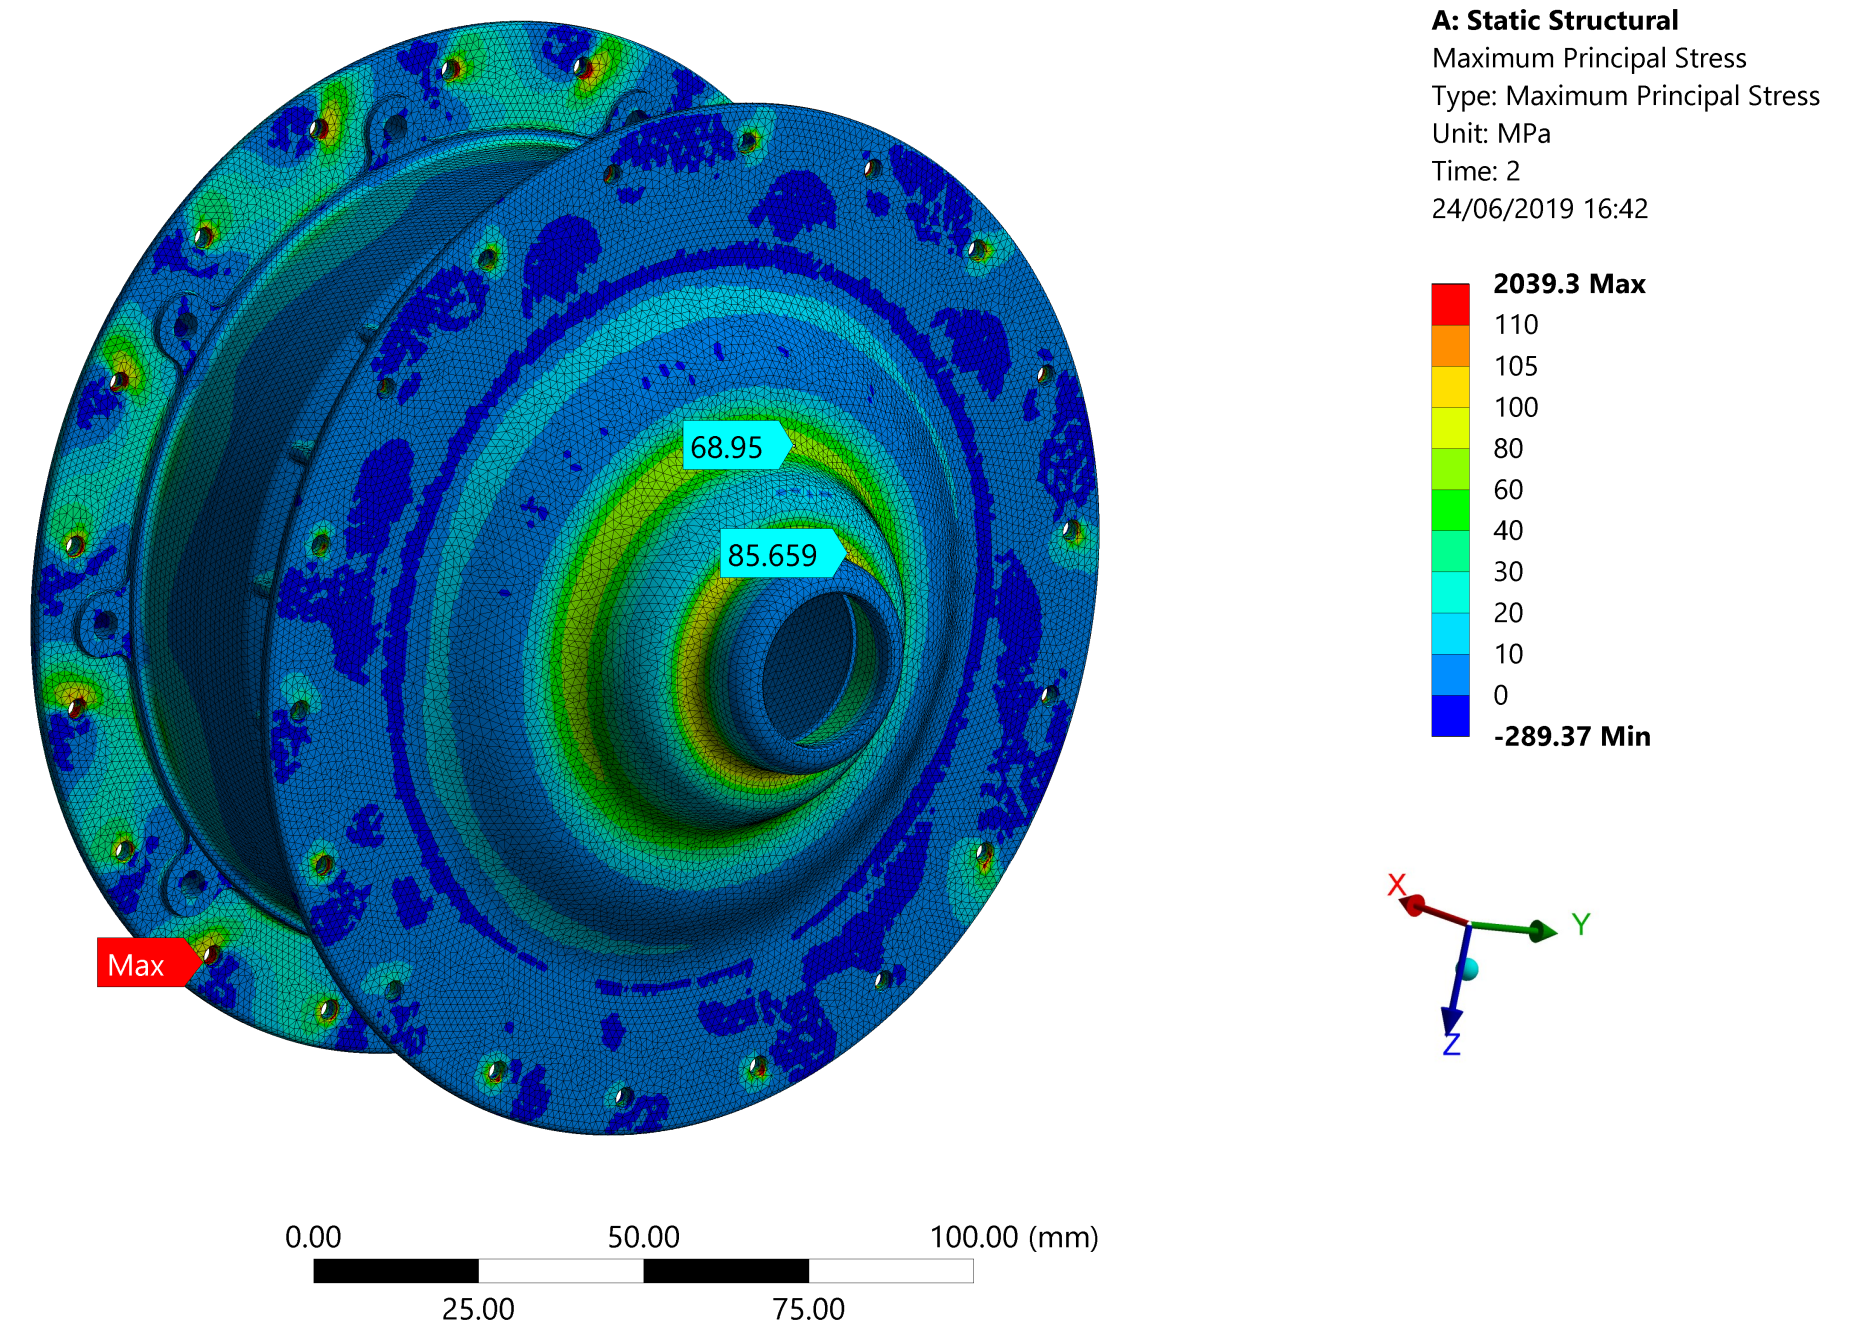 A: Static Structural
Maximum Principal Stress
Type: Maximum Principal Stress
Unit: MPa
Time: 2
24/06/2019 16:42
2039.3 Max
110
105
100
80
60
40
30
20
10
0
-289.37 Min
68.95
85.659
Max
X
Y
Z
0.00 50.00 100.00 (mm)
25.00 75.00